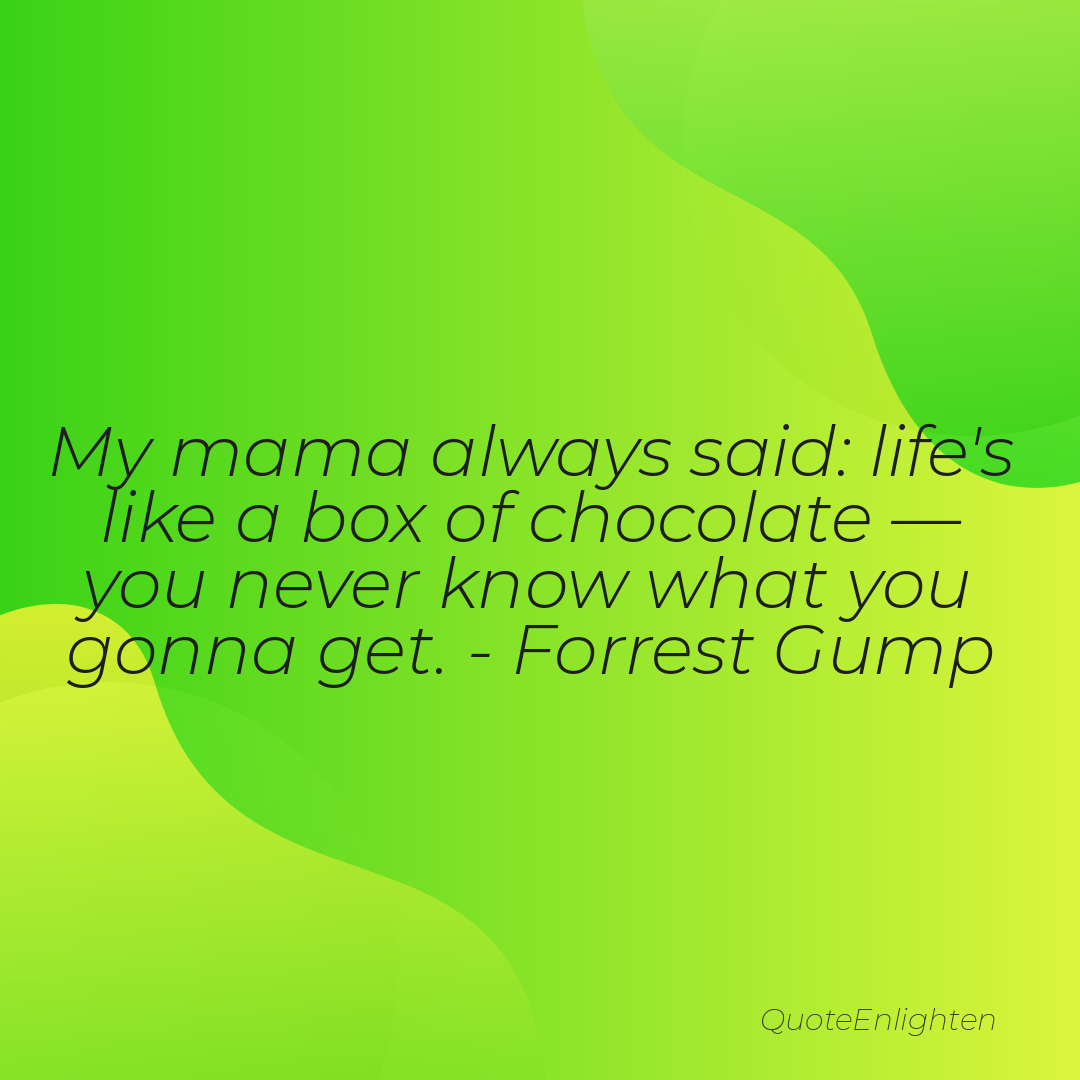 My mama always said: life's
like a box of chocolate —
you never know what you
gonna get. - Forrest Gump
QuoteEnlighten